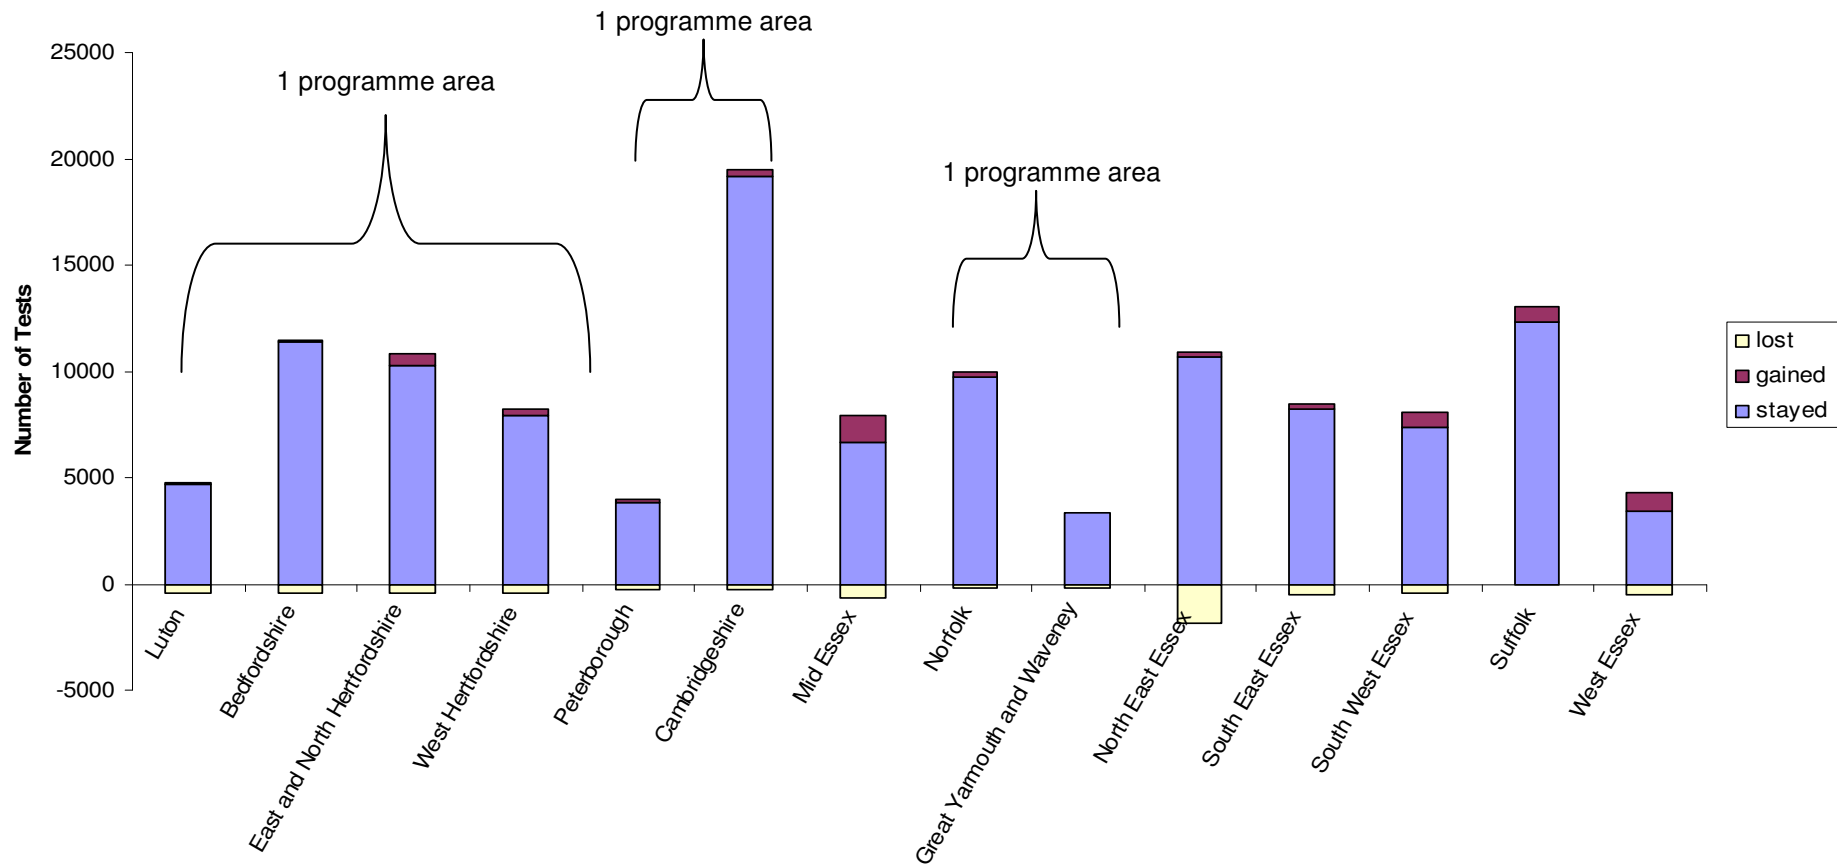 1 programme area
1 programme area
1 programme area
Number of Tests
25000
20000
15000
10000
5000
0
-5000
Luton
Bedfordshire
East and North Hertfordshire
West Hertfordshire
Peterborough
Cambridgeshire
Mid Essex
Norfolk
Great Yarmouth and Waveney
North East Essex
South East Essex
South West Essex
Suffolk
West Essex
lost
gained
stayed